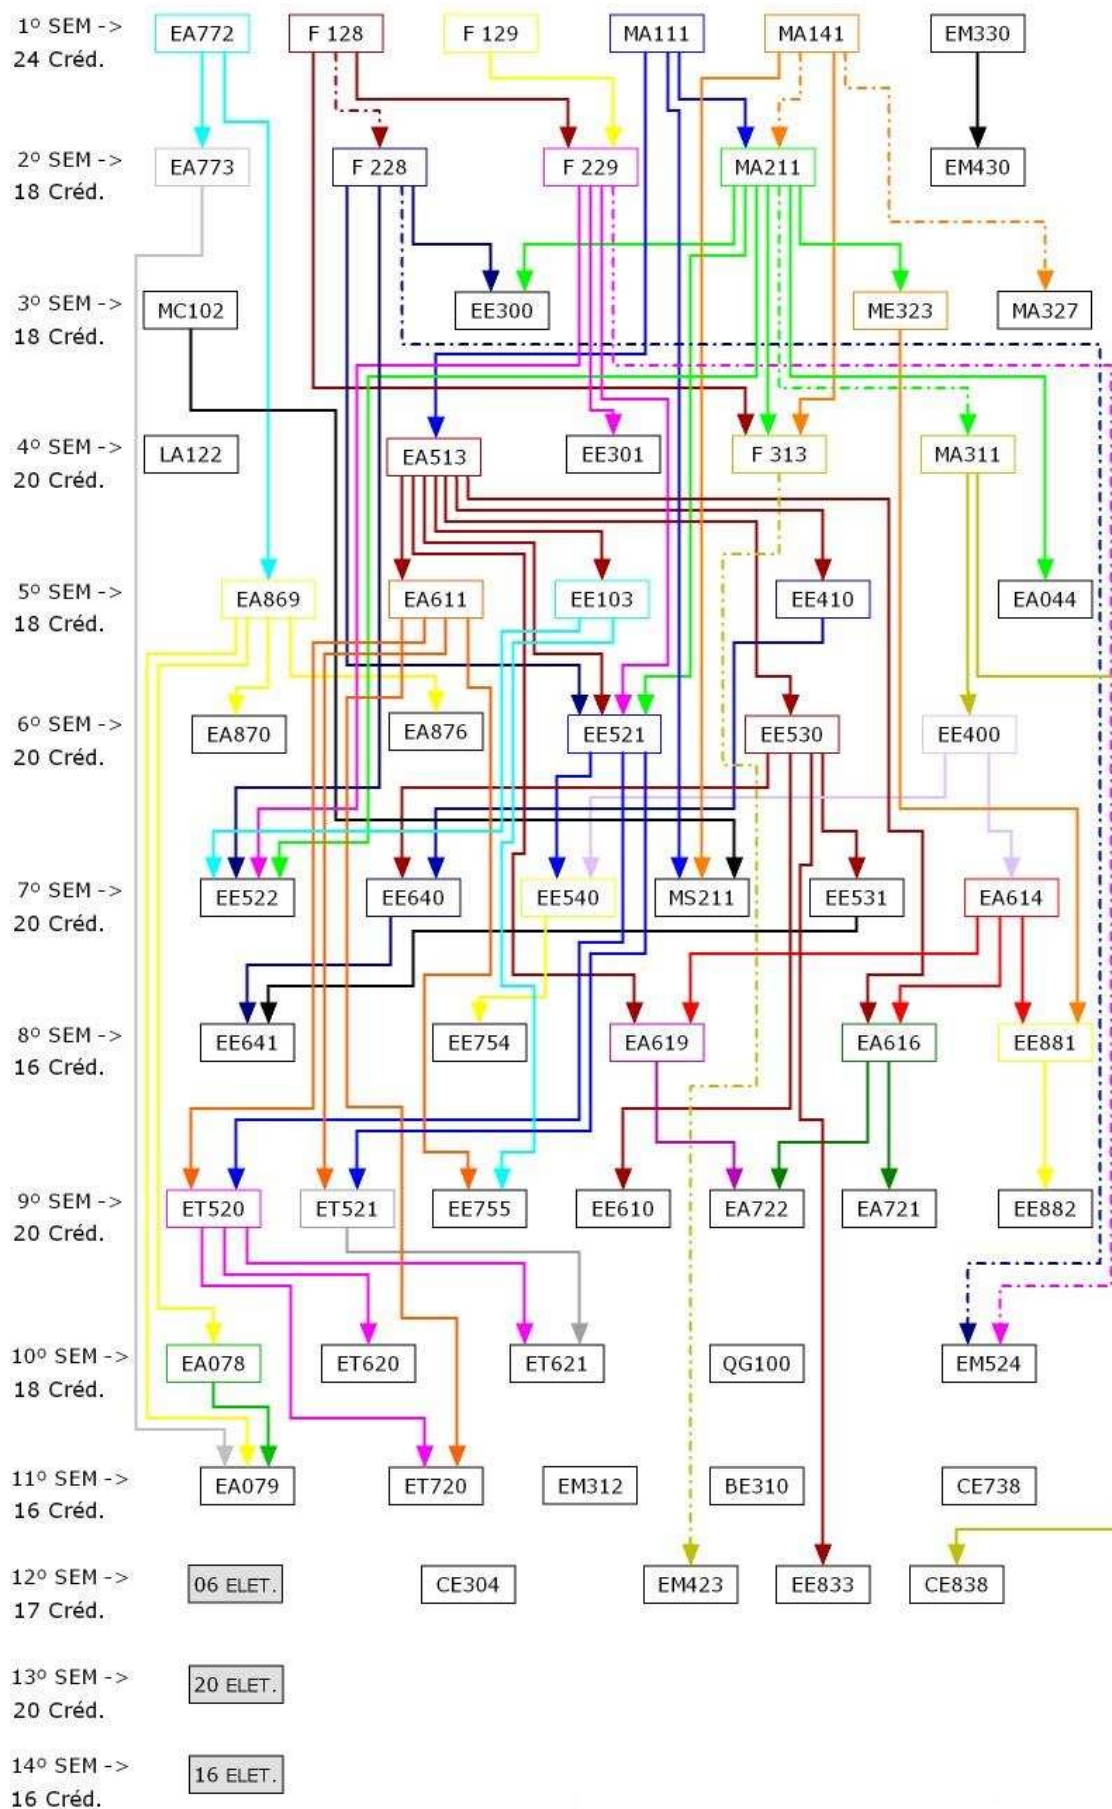 1º SEM ->
24 Créd.
EA772
F 128
F 129
MA111
MA141
EM330
2º SEM ->
18 Créd.
EA773
F 228
F 229
MA211
EM430
3º SEM ->
18 Créd.
MC102
EE300
ME323
MA327
4º SEM ->
20 Créd.
LA122
EA513
EE301
F 313
MA311
5º SEM ->
18 Créd.
EA869
EA611
EE103
EE410
EA044
6º SEM ->
20 Créd.
EA870
EA876
EE521
EE530
EE400
7º SEM ->
20 Créd.
EE522
EE640
EE540
MS211
EE531
EA614
8º SEM ->
16 Créd.
EE641
EE754
EA619
EA616
EE881
9º SEM ->
20 Créd.
ET520
ET521
EE755
EE610
EA722
EA721
EE882
10º SEM ->
18 Créd.
EA078
ET620
ET621
QG100
EM524
11º SEM ->
16 Créd.
EA079
ET720
EM312
BE310
CE738
12º SEM ->
17 Créd.
06 ELET.
CE304
EM423
EE833
CE838
13º SEM ->
20 Créd.
20 ELET.
14º SEM ->
16 Créd.
16 ELET.